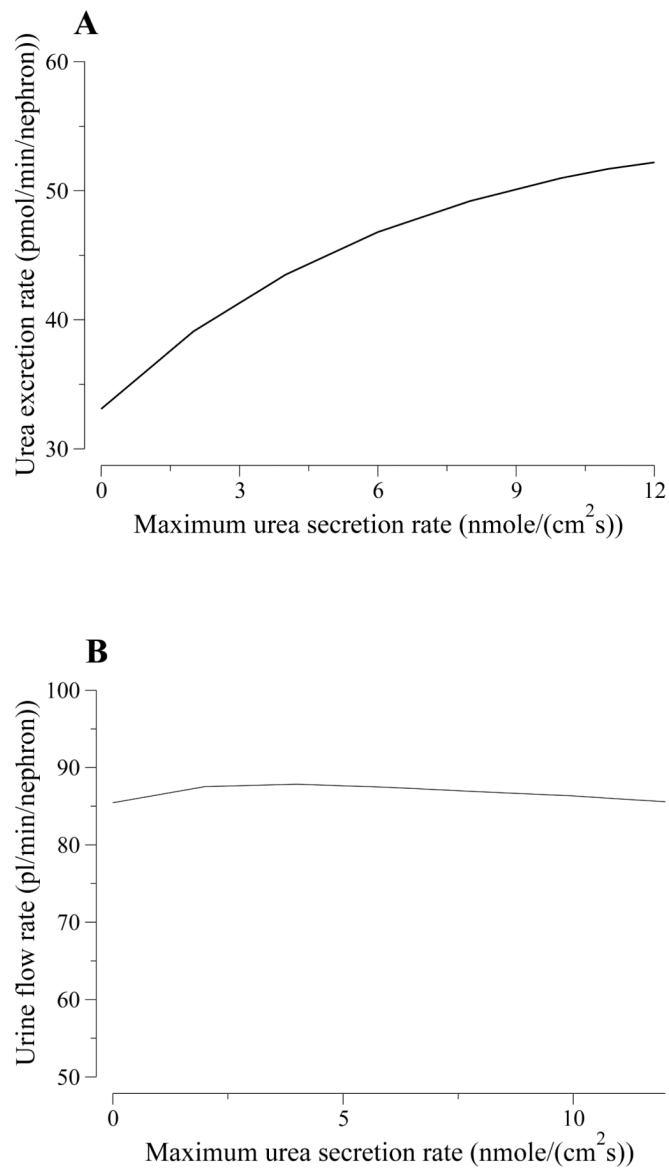 A
Urea excretion rate (pmol/min/nephron))
60
50
40
30
0 3 6 9 12
Maximum urea secretion rate (nmole/(cm²s))
B
Urine flow rate (pl/min/nephron))
100
90
80
70
60
50
0 5 10
Maximum urea secretion rate (nmole/(cm²s))